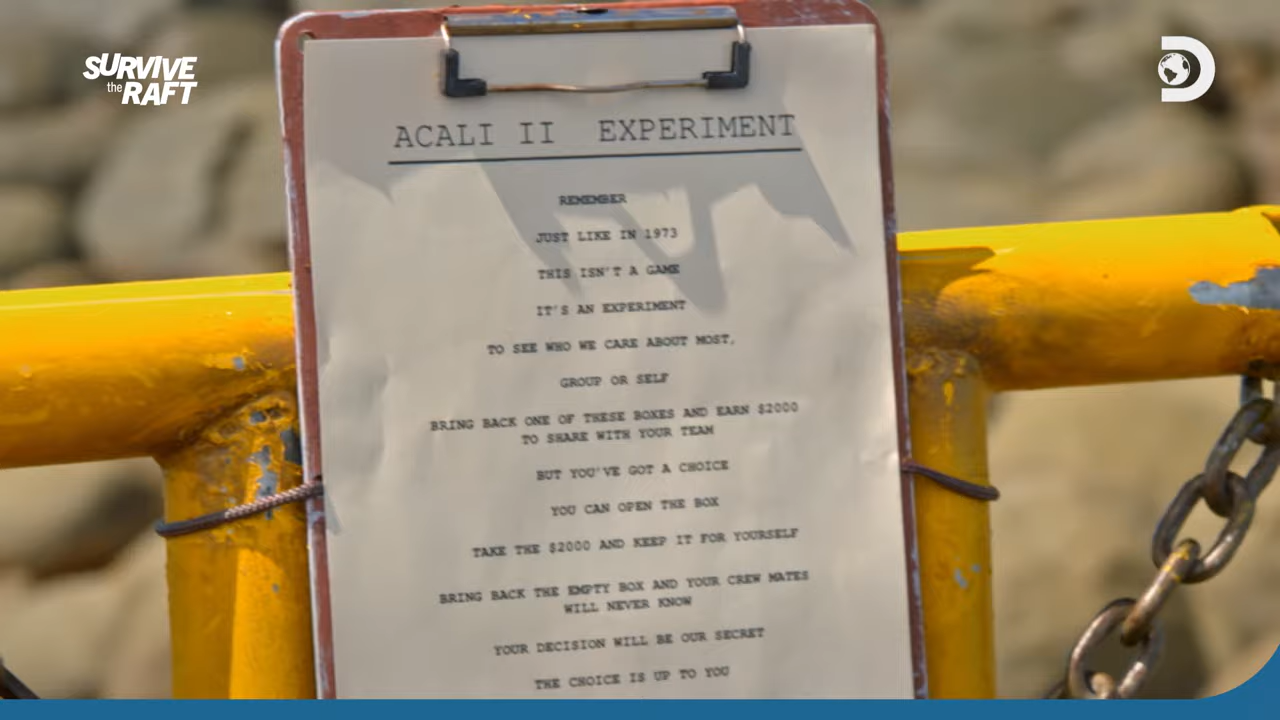 SURVIVE
the RAFT
ACALI II EXPERIMENT
REMEMBER
JUST LIKE IN 1973
THIS ISN'T A GAME
IT'S AN EXPERIMENT
TO SEE WHO WE CARE ABOUT MOST,
GROUP OR SELF
BRING BACK ONE OF THESE BOXES AND EARN $2000
TO SHARE WITH YOUR TEAM
BUT YOU'VE GOT A CHOICE
YOU CAN OPEN THE BOX
TAKE THE $2000 AND KEEP IT FOR YOURSELF
BRING BACK THE EMPTY BOX AND YOUR CREW MATES
WILL NEVER KNOW
YOUR DECISION WILL BE OUR SECRET
THE CHOICE IS UP TO YOU